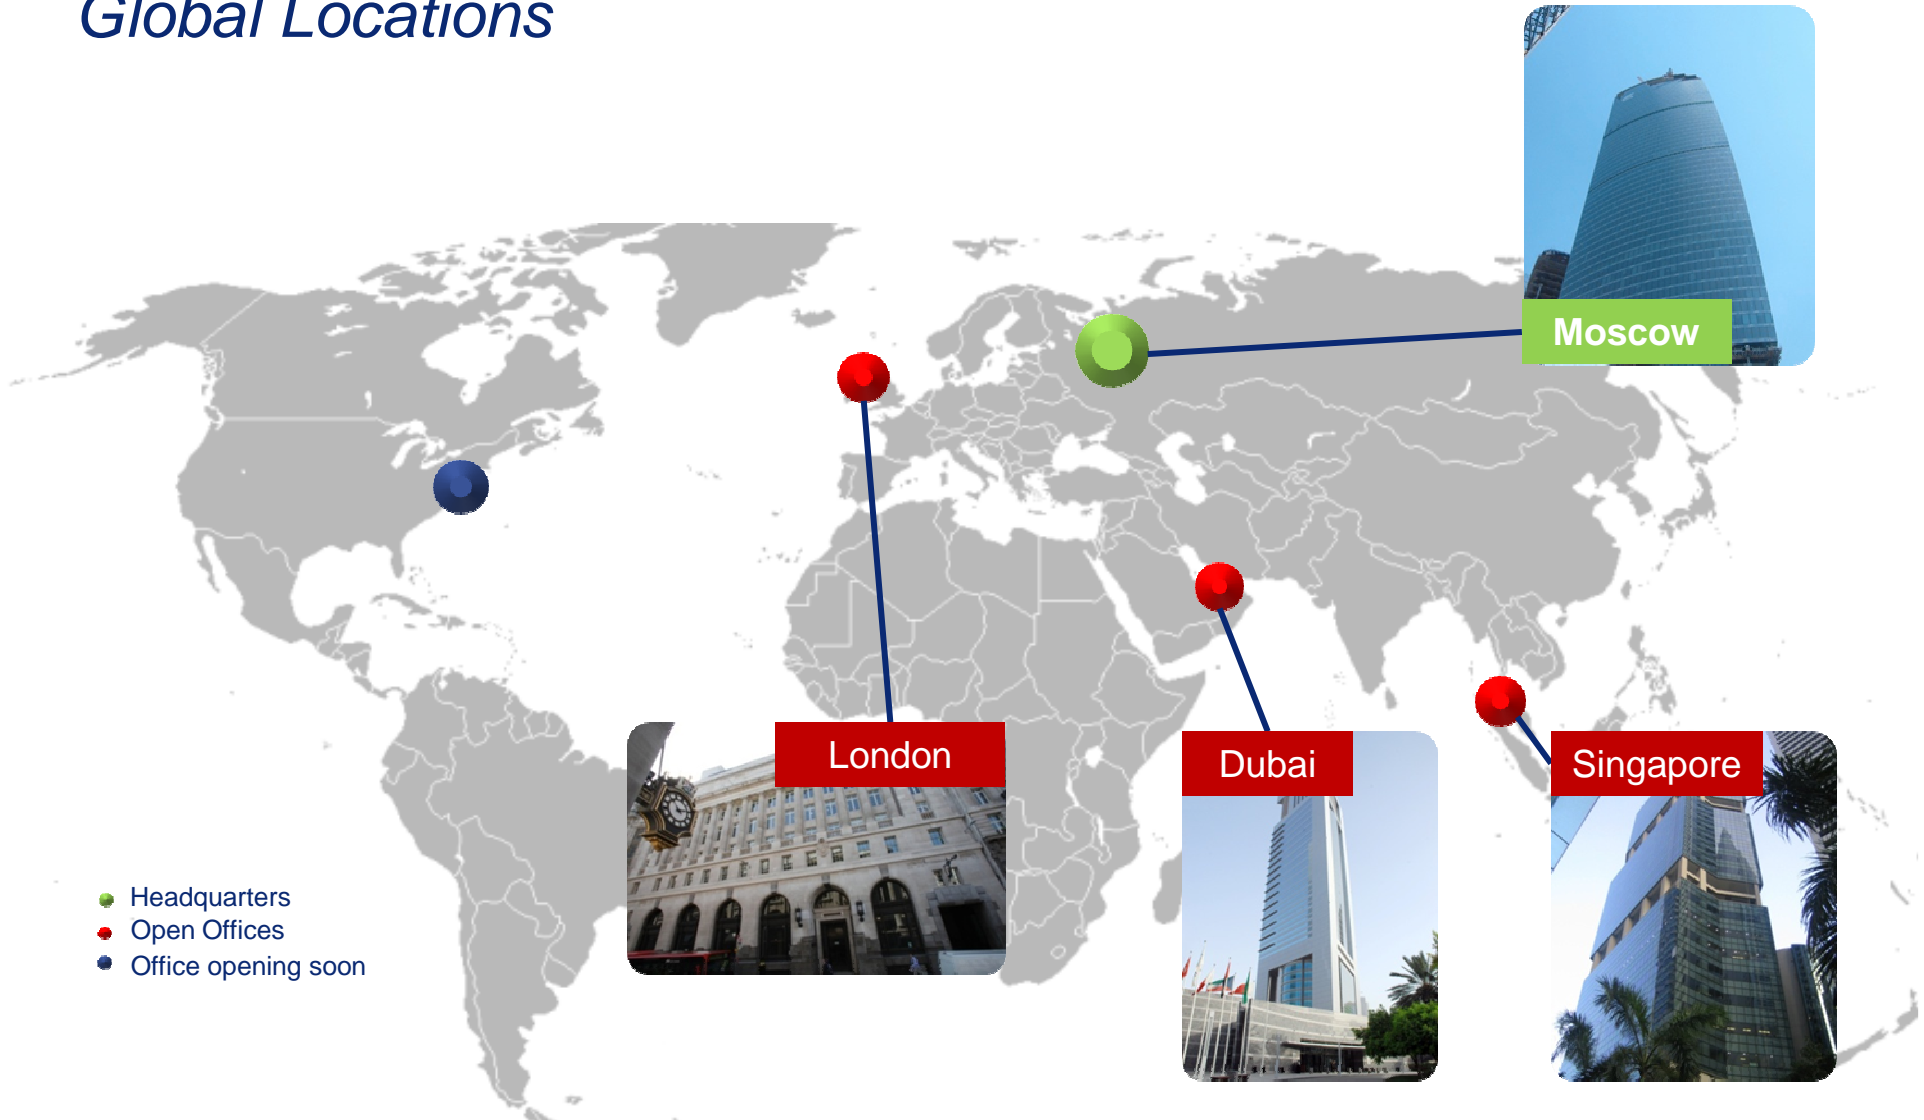 Global Locations
Moscow
London
Dubai
Singapore
Headquarters
Open Offices
Office opening soon